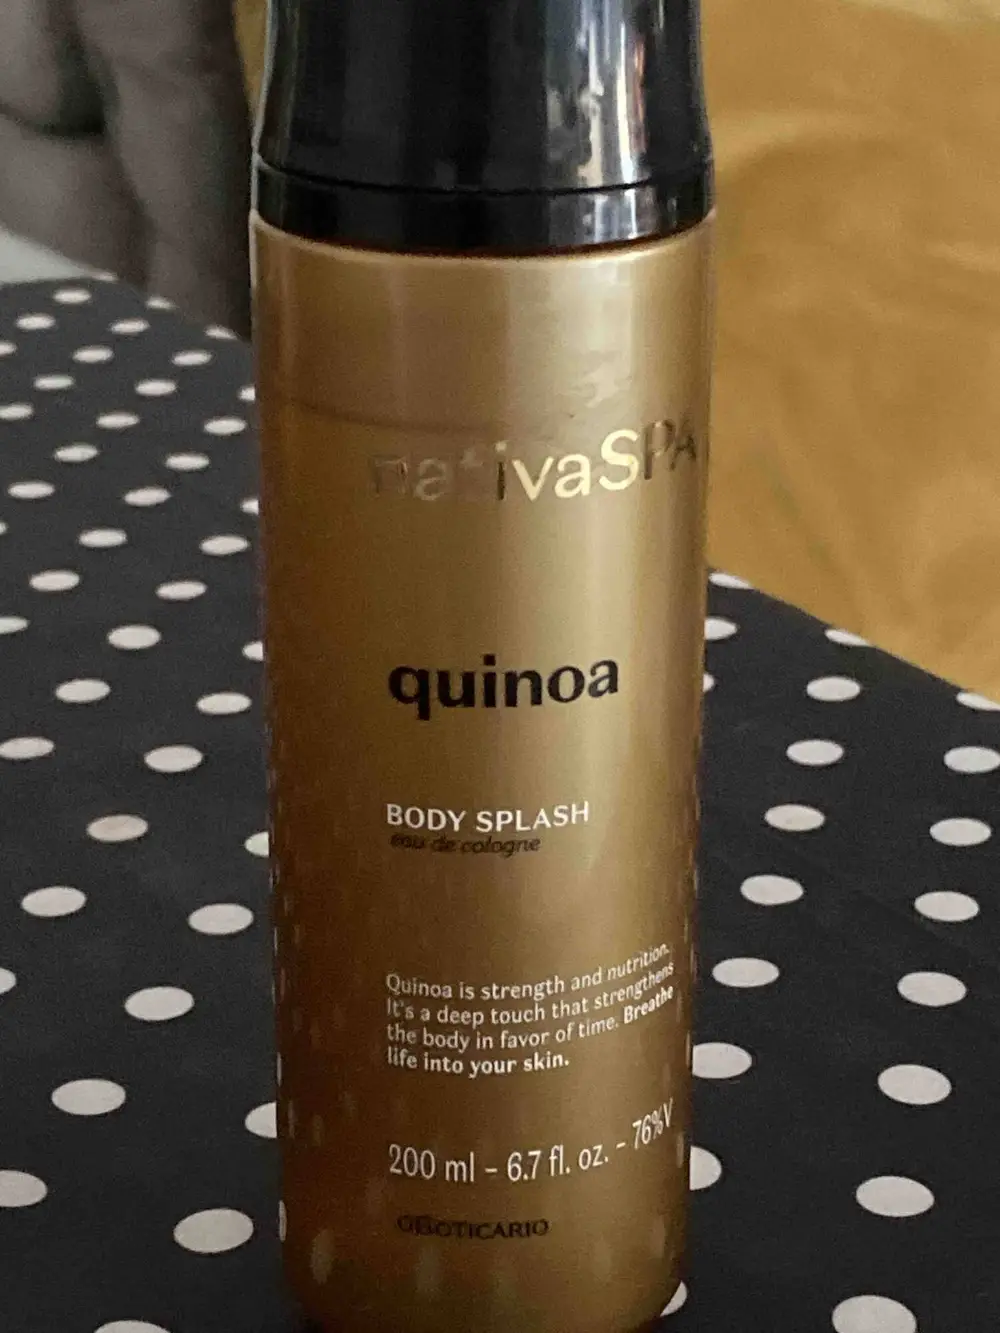 nativaSPA
quinoa
BODY SPLASH
eau de cologne
Quinoa is strength and nutrition.
It's a deep touch that strengthens
the body in favor of time. Breathe
life into your skin.
200 ml - 6.7 fl. oz. - 76%V
OBOTICARIO